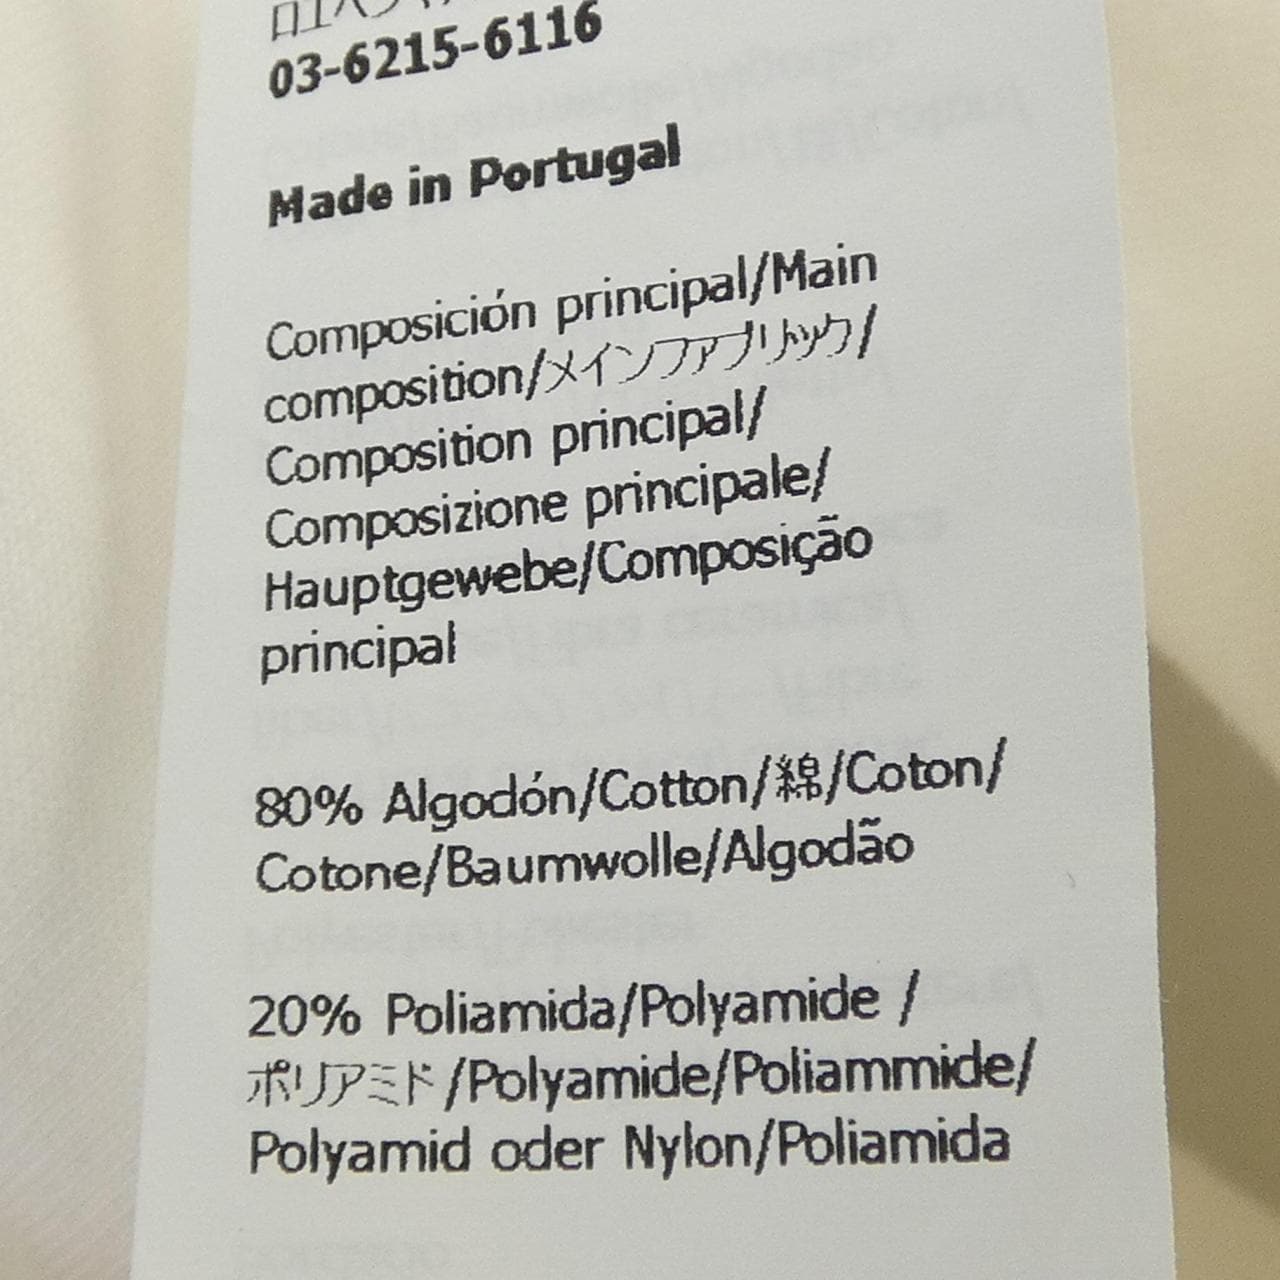 03-6215-6116
Made in Portugal
Composición principal/Main
composition/メインファブリック/
Composition principal/
Composizione principale/
Hauptgewebe/Composição
principal
80% Algodón/Cotton/綿/Coton/
Cotone/Baumwolle/Algodão
20% Poliamida/Polyamide /
ポリアミド/Polyamide/Poliammide/
Polyamid oder Nylon/Poliamida